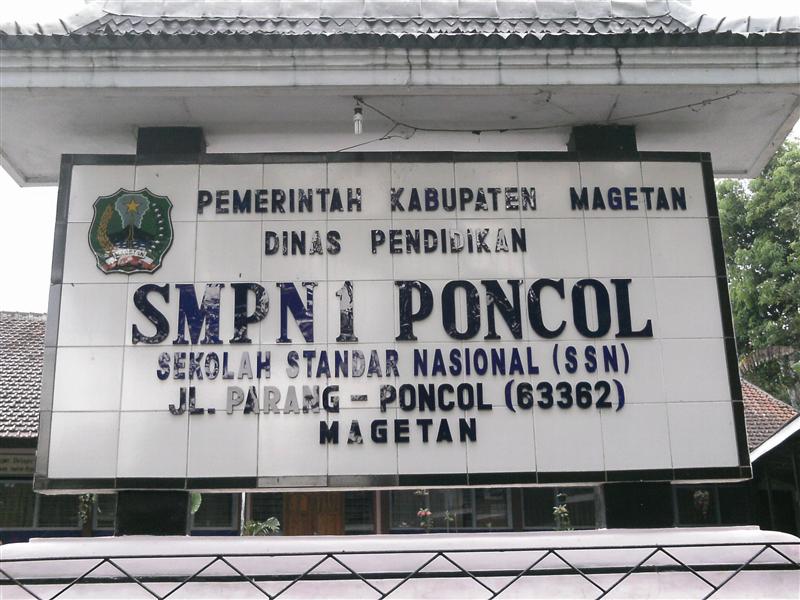 PEMERINTAH KABUPATEN MAGETAN
DINAS PENDIDIKAN
SMPN 1 PONCOL
SEKOLAH STANDAR NASIONAL (SSN)
JL. PARANG - PONCOL (63362)
MAGETAN